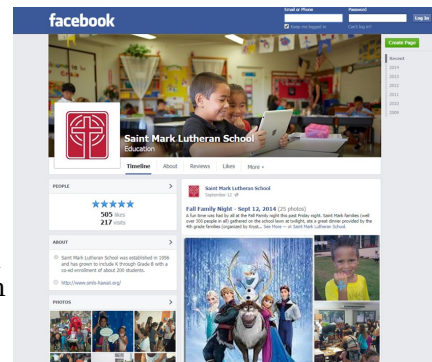 facebook
Email or Phone
Password
Log In
Keep me logged in
Can't log in?
Create Page
Recent
2014
2013
2012
2011
2010
2009
Saint Mark Lutheran School
Education
Timeline
About
Reviews
Likes
More
PEOPLE
505 likes
217 visits
ABOUT
Saint Mark Lutheran School was established in 1956
and has grown to include K through Grade 8 with a
co-ed enrollment of about 200 students.
PHOTOS
Saint Mark Lutheran School
September 12
Fall Family Night - Sept 12, 2014 (25 photos)
A fun time was had by all at the Fall Family night this past Friday night. Saint Mark families (well
over 300 people in all) gathered on the school lawn at twilight, ate a great dinner provided by the
4th grade families (organized by See More — at Saint Mark Lutheran School.
n